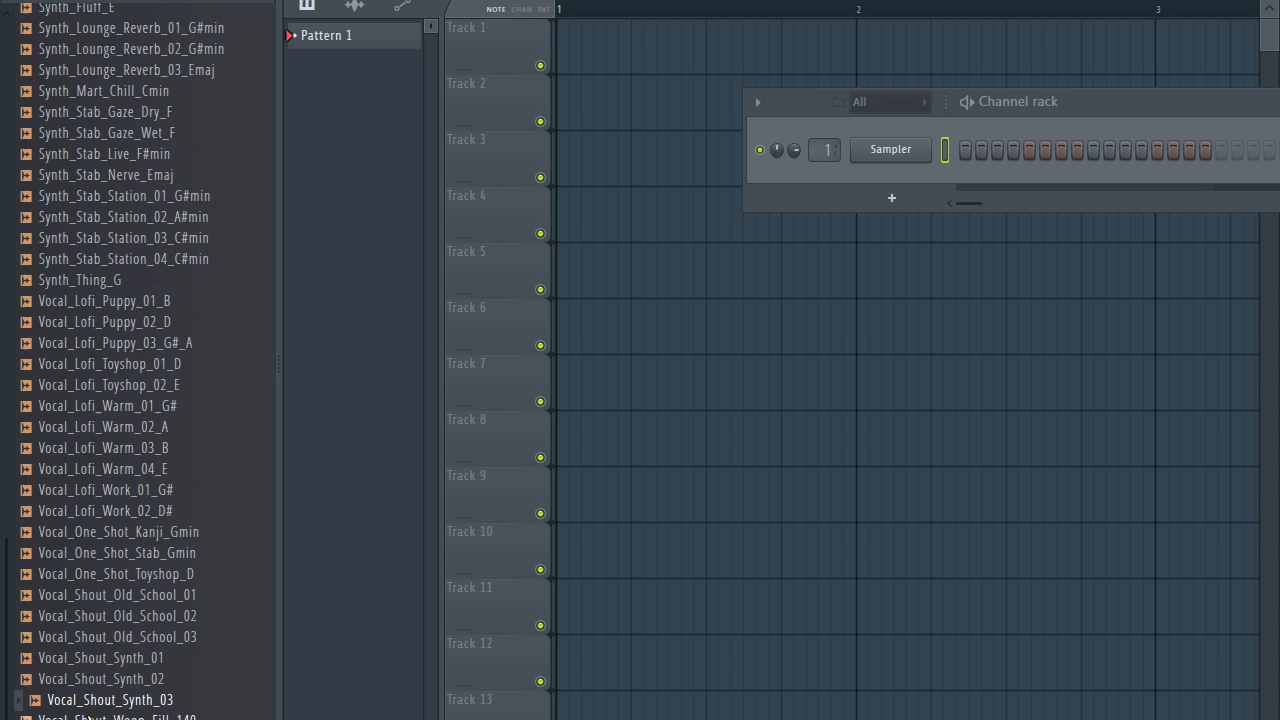 Synth_Fluff_E
Synth_Lounge_Reverb_01_G#min
Synth_Lounge_Reverb_02_G#min
Synth_Lounge_Reverb_03_Emaj
Synth_Mart_Chill_Cmin
Synth_Stab_Gaze_Dry_F
Synth_Stab_Gaze_Wet_F
Synth_Stab_Live_F#min
Synth_Stab_Nerve_Emaj
Synth_Stab_Station_01_G#min
Synth_Stab_Station_02_A#min
Synth_Stab_Station_03_C#min
Synth_Stab_Station_04_C#min
Synth_Thing_G
Vocal_Lofi_Puppy_01_B
Vocal_Lofi_Puppy_02_D
Vocal_Lofi_Puppy_03_G#_A
Vocal_Lofi_Toyshop_01_D
Vocal_Lofi_Toyshop_02_E
Vocal_Lofi_Warm_01_G#
Vocal_Lofi_Warm_02_A
Vocal_Lofi_Warm_03_B
Vocal_Lofi_Warm_04_E
Vocal_Lofi_Work_01_G#
Vocal_Lofi_Work_02_D#
Vocal_One_Shot_Kanji_Gmin
Vocal_One_Shot_Stab_Gmin
Vocal_One_Shot_Toyshop_D
Vocal_Shout_Old_School_01
Vocal_Shout_Old_School_02
Vocal_Shout_Old_School_03
Vocal_Shout_Synth_01
Vocal_Shout_Synth_02
Vocal_Shout_Synth_03
Pattern 1
NOTE CHAN PAT
1 2 3
Track 1
...
Track 2
...
Track 3
...
Track 4
...
Track 5
...
Track 6
...
Track 7
...
Track 8
...
Track 9
...
Track 10
...
Track 11
...
Track 12
...
Track 13
All
Channel rack
1
Sampler
+